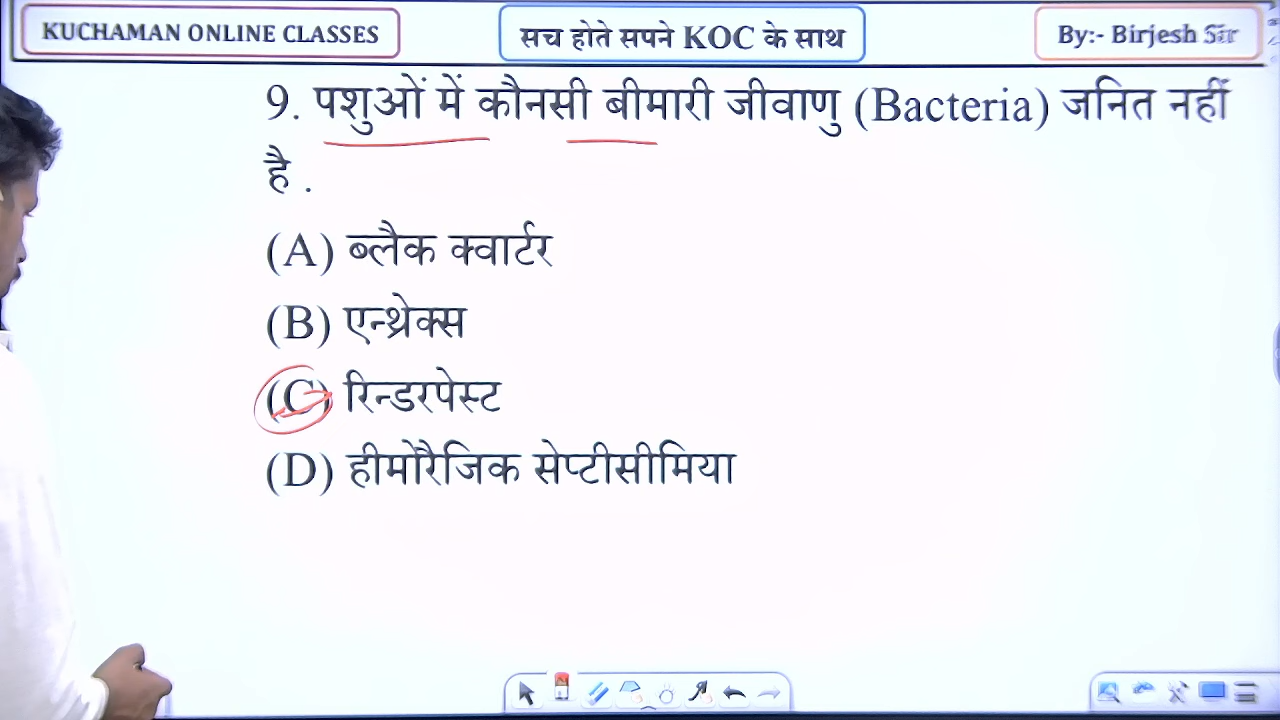 KUCHAMAN ONLINE CLASSES
सच होते सपने KOC के साथ
By:- Birjesh Sir
9. पशुओं में कौनसी बीमारी जीवाणु (Bacteria) जनित नहीं
है .
(A) ब्लैक क्वार्टर
(B) एन्थ्रेक्स
(C) रिन्डरपेस्ट
(D) हीमोरैजिक सेप्टीसीमिया